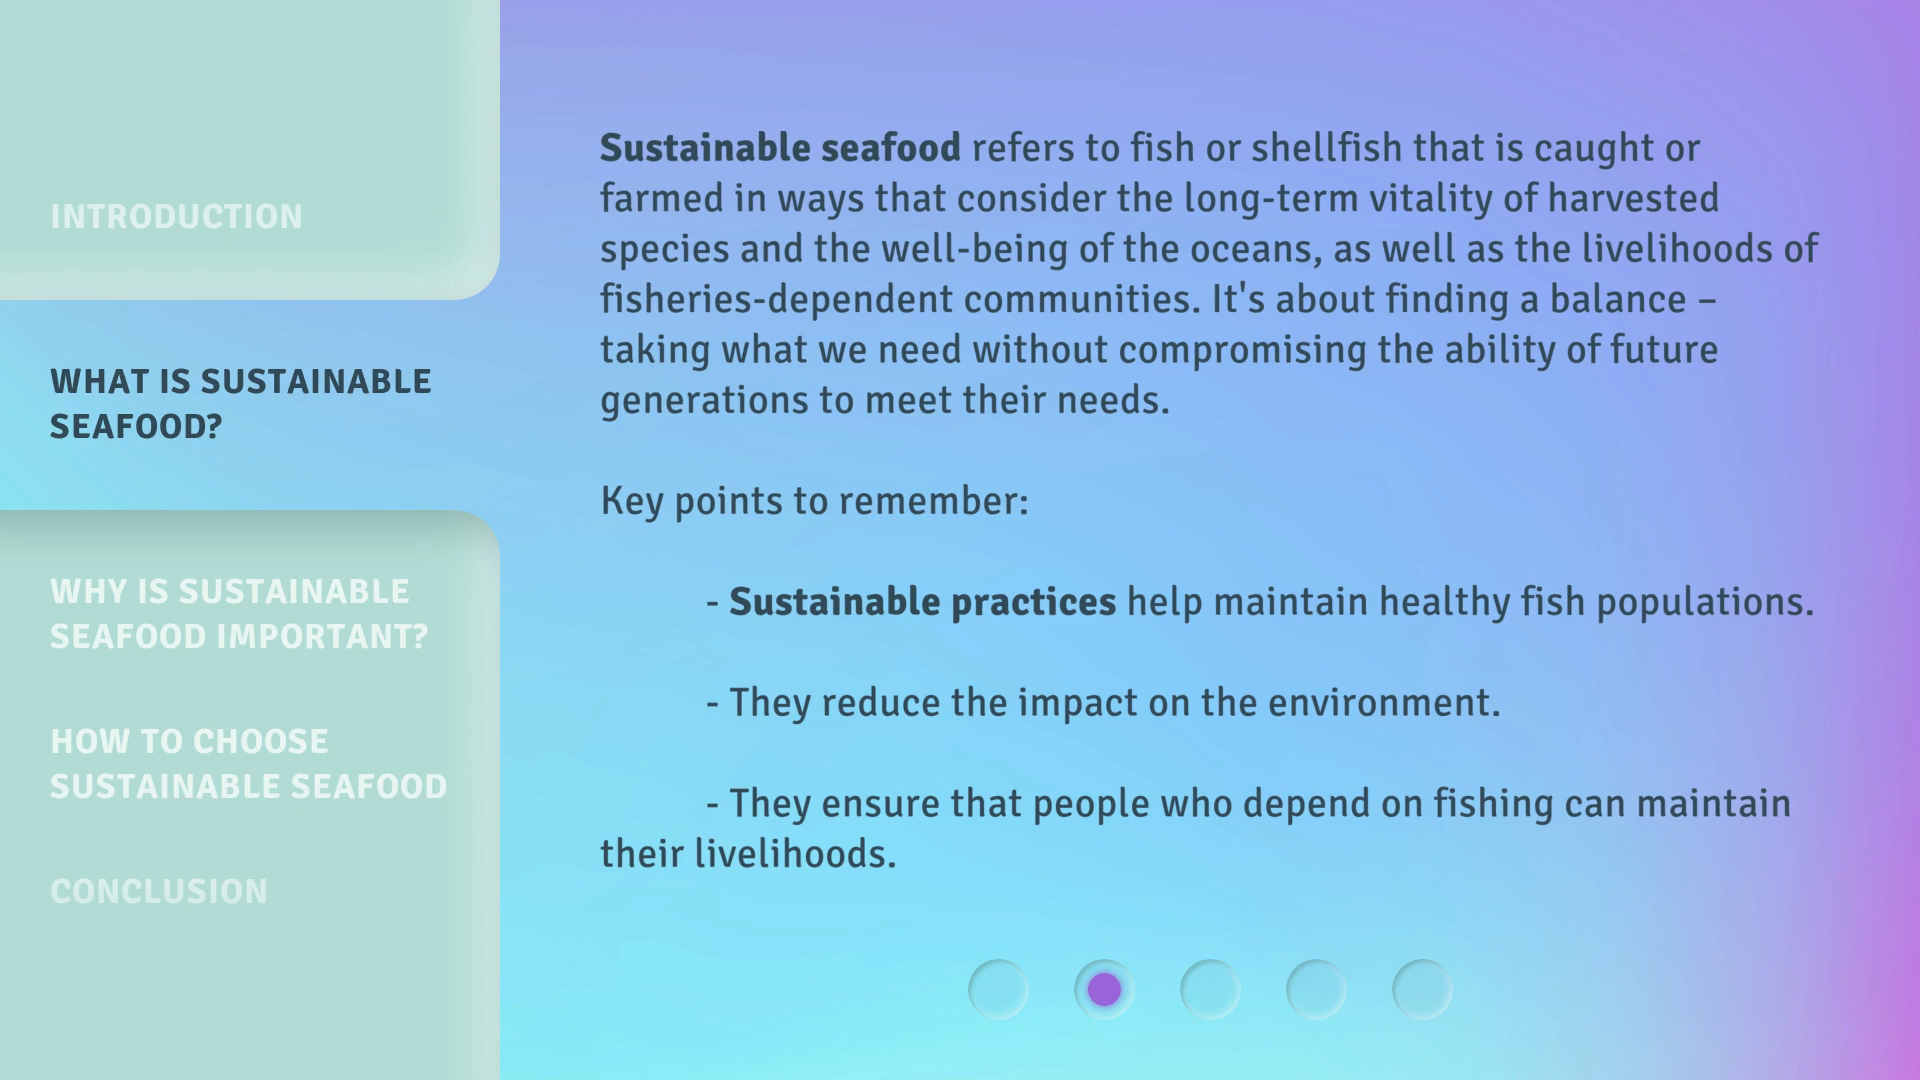 INTRODUCTION
WHAT IS SUSTAINABLE
SEAFOOD?
WHY IS SUSTAINABLE
SEAFOOD IMPORTANT?
HOW TO CHOOSE
SUSTAINABLE SEAFOOD
CONCLUSION
Sustainable seafood refers to fish or shellfish that is caught or
farmed in ways that consider the long-term vitality of harvested
species and the well-being of the oceans, as well as the livelihoods of
fisheries-dependent communities. It's about finding a balance –
taking what we need without compromising the ability of future
generations to meet their needs.
Key points to remember:
- Sustainable practices help maintain healthy fish populations.
- They reduce the impact on the environment.
- They ensure that people who depend on fishing can maintain
their livelihoods.